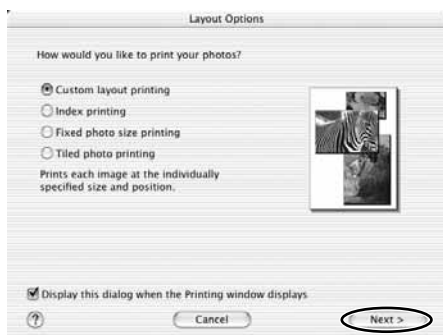 Layout Options
How would you like to print your photos?
Custom layout printing
Index printing
Fixed photo size printing
Tiled photo printing
Prints each image at the individually
specified size and position.
Display this dialog when the Printing window displays
?
Cancel
Next >